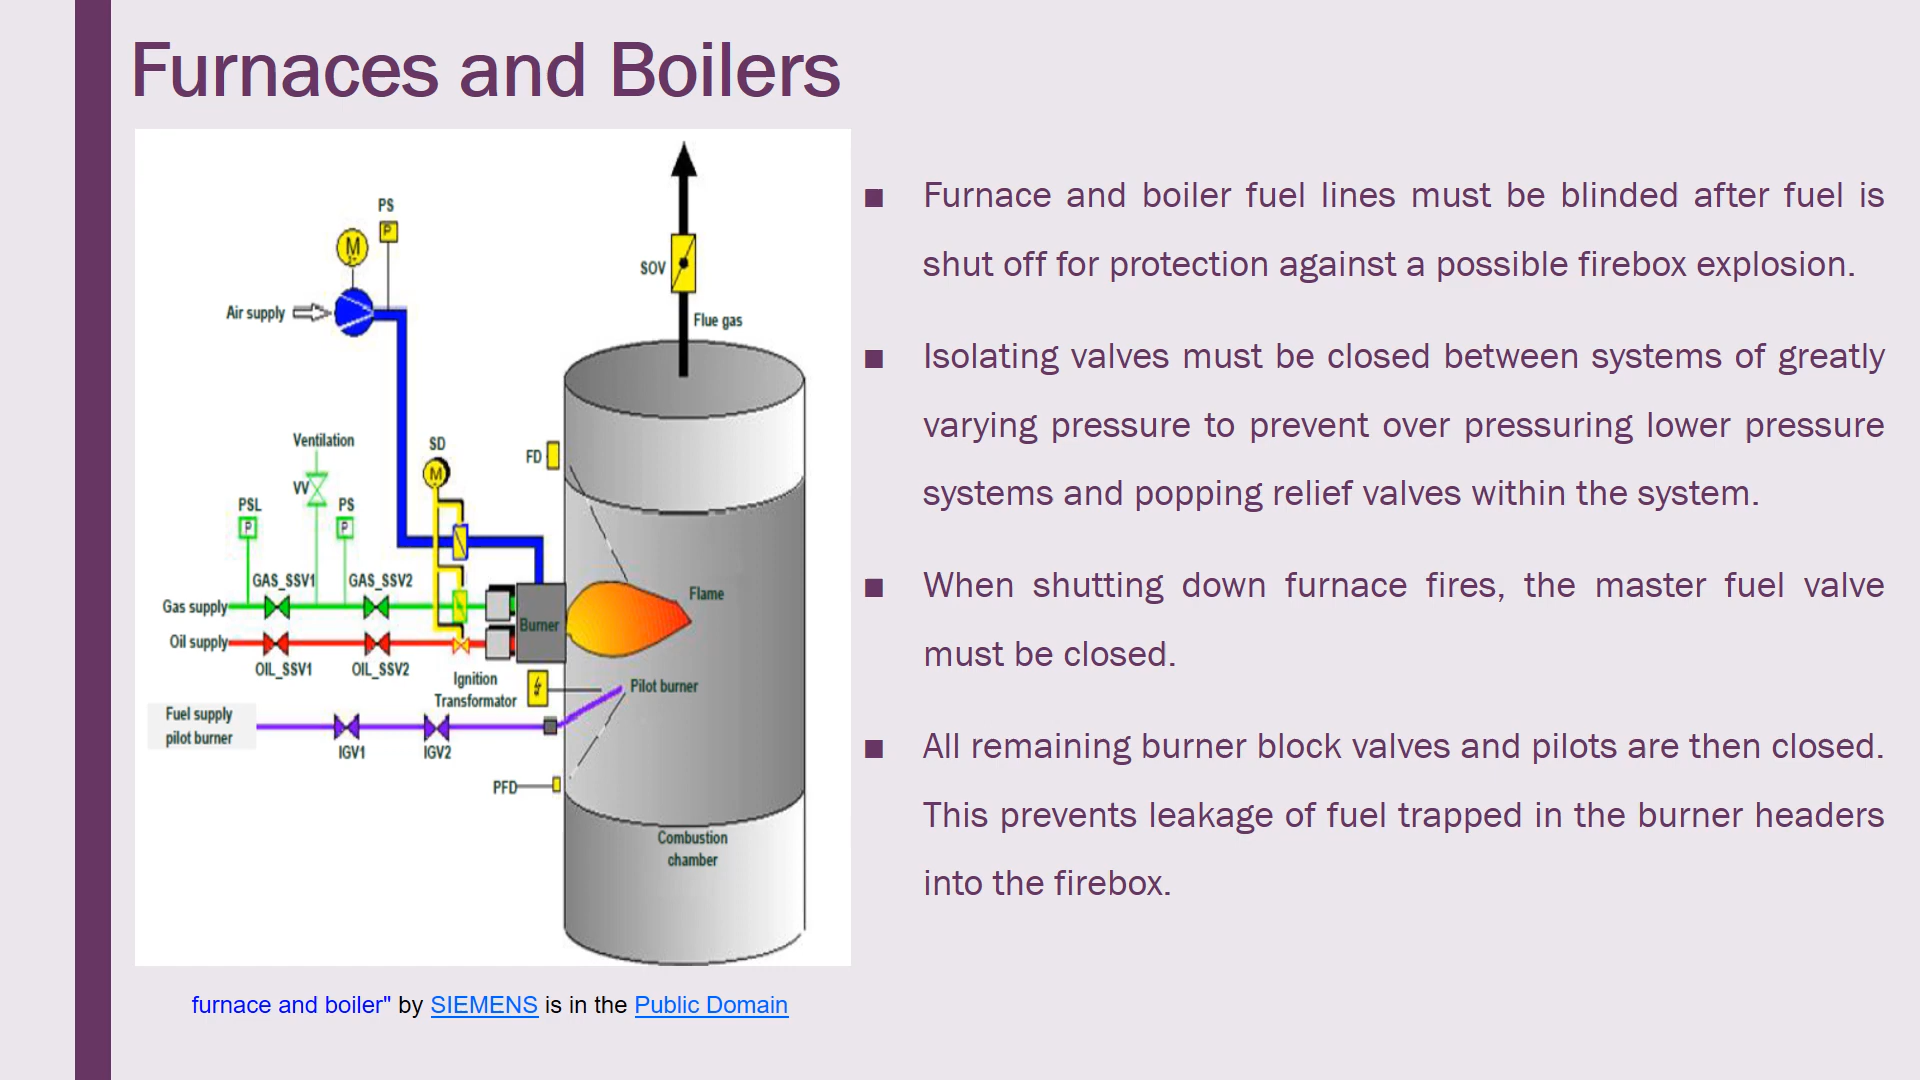 Furnaces and Boilers
PS
M
P
Air supply
SOV
Flue gas
Ventilation
SD
M
FD
VV
PSL
PS
P
P
GAS_SSV1
GAS_SSV2
Flame
Gas supply
Burner
Oil supply
OIL_SSV1
OIL_SSV2
Ignition
Transformator
Pilot burner
Fuel supply
pilot burner
IGV1
IGV2
PFD
Combustion
chamber
furnace and boiler" by SIEMENS is in the Public Domain
■ Furnace and boiler fuel lines must be blinded after fuel is
shut off for protection against a possible firebox explosion.
■ Isolating valves must be closed between systems of greatly
varying pressure to prevent over pressuring lower pressure
systems and popping relief valves within the system.
■ When shutting down furnace fires, the master fuel valve
must be closed.
■ All remaining burner block valves and pilots are then closed.
This prevents leakage of fuel trapped in the burner headers
into the firebox.